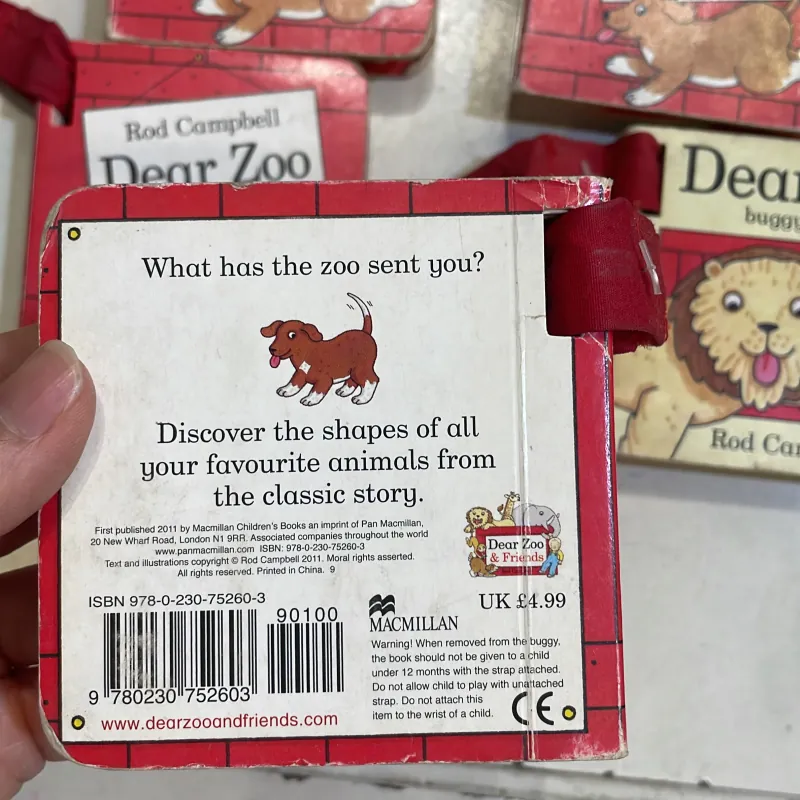 Rod Campbell
Dear Zoo
Dear
buggy
Rod Cam
What has the zoo sent you?
Discover the shapes of all
your favourite animals from
the classic story.
First published 2011 by Macmillan Children's Books an imprint of Pan Macmillan,
20 New Wharf Road, London N1 9RR. Associated companies throughout the world
www.panmacmillan.com ISBN: 978-0-230-75260-3
Text and illustrations copyright © Rod Campbell 2011. Moral rights asserted.
All rights reserved. Printed in China. 9
Dear Zoo
& Friends
ISBN 978-0-230-75260-3
90100
9 780230 752603
www.dearzooandfriends.com
MACMILLAN
UK £4.99
Warning! When removed from the buggy,
the book should not be given to a child
under 12 months with the strap attached.
Do not allow child to play with unattached
strap. Do not attach this
item to the wrist of a child.
CE